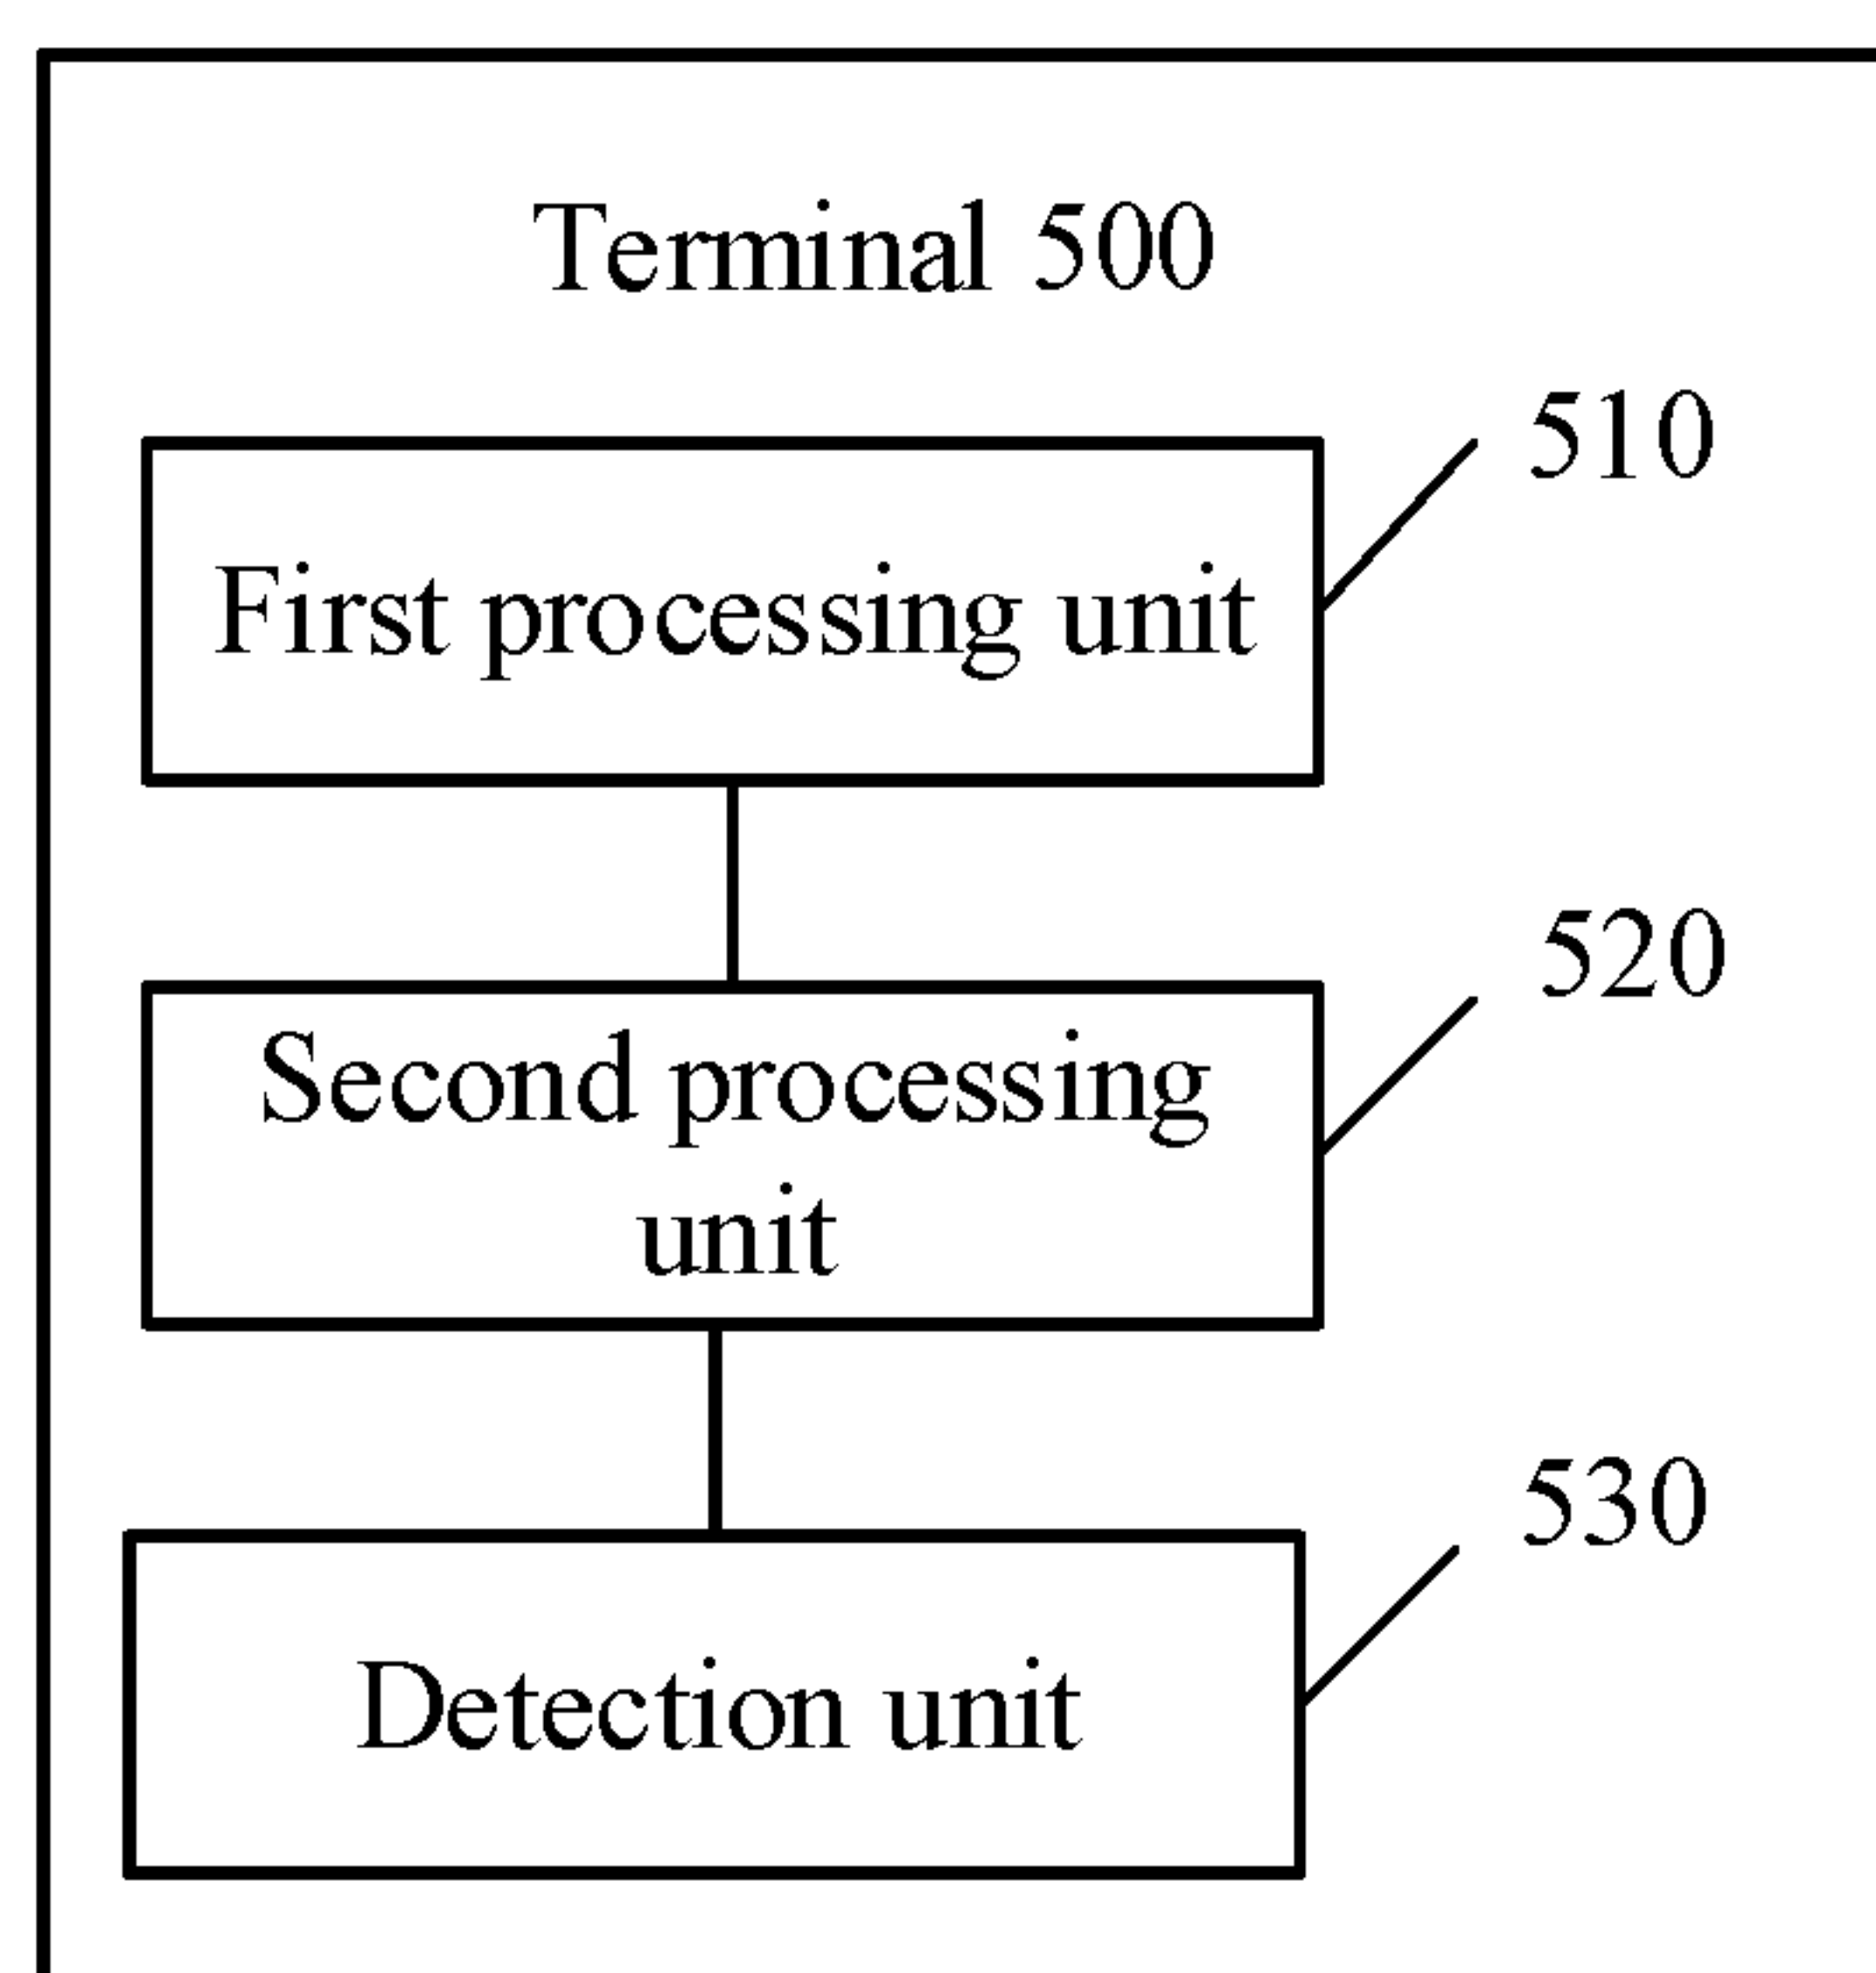 Terminal 500
510
First processing unit
520
Second processing
unit
530
Detection unit